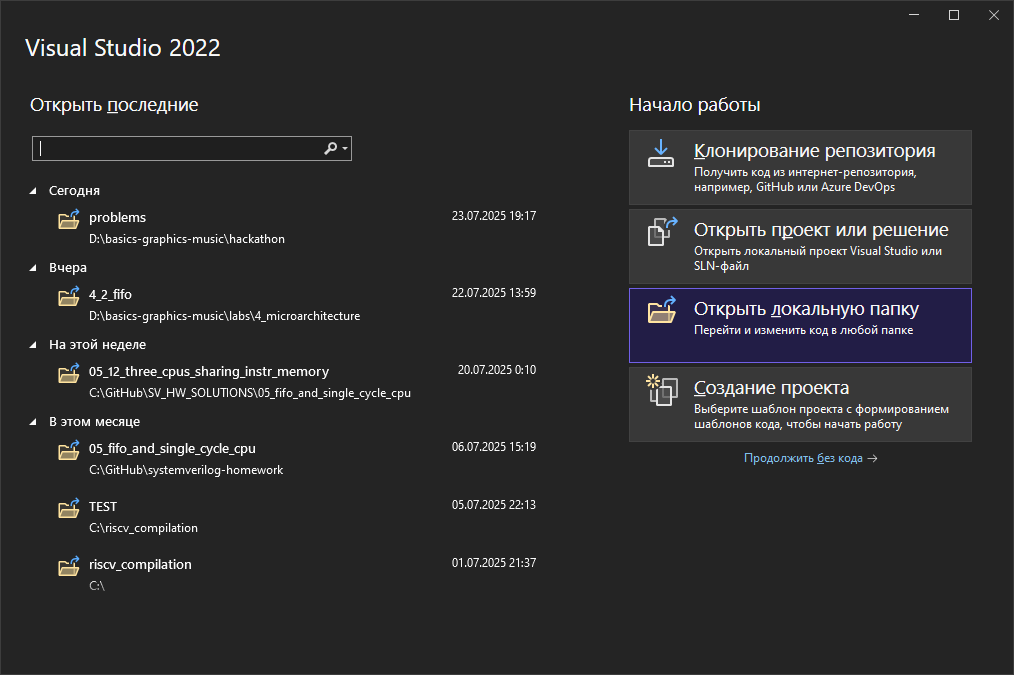 Visual Studio 2022
Открыть последние
Сегодня
problems 23.07.2025 19:17
D:\basics-graphics-music\hackathon
Вчера
4_2_fifo 22.07.2025 13:59
D:\basics-graphics-music\labs\4_microarchitecture
На этой неделе
05_12_three_cpus_sharing_instr_memory 20.07.2025 0:10
C:\GitHub\SV_HW_SOLUTIONS\05_fifo_and_single_cycle_cpu
В этом месяце
05_fifo_and_single_cycle_cpu 06.07.2025 15:19
C:\GitHub\systemverilog-homework
TEST 05.07.2025 22:13
C:\riscv_compilation
riscv_compilation 01.07.2025 21:37
C:\
Начало работы
Клонирование репозитория
Получить код из интернет-репозитория,
например, GitHub или Azure DevOps
Открыть проект или решение
Открыть локальный проект Visual Studio или
SLN-файл
Открыть локальную папку
Перейти и изменить код в любой папке
Создание проекта
Выберите шаблон проекта с формированием
шаблонов кода, чтобы начать работу
Продолжить без кода →